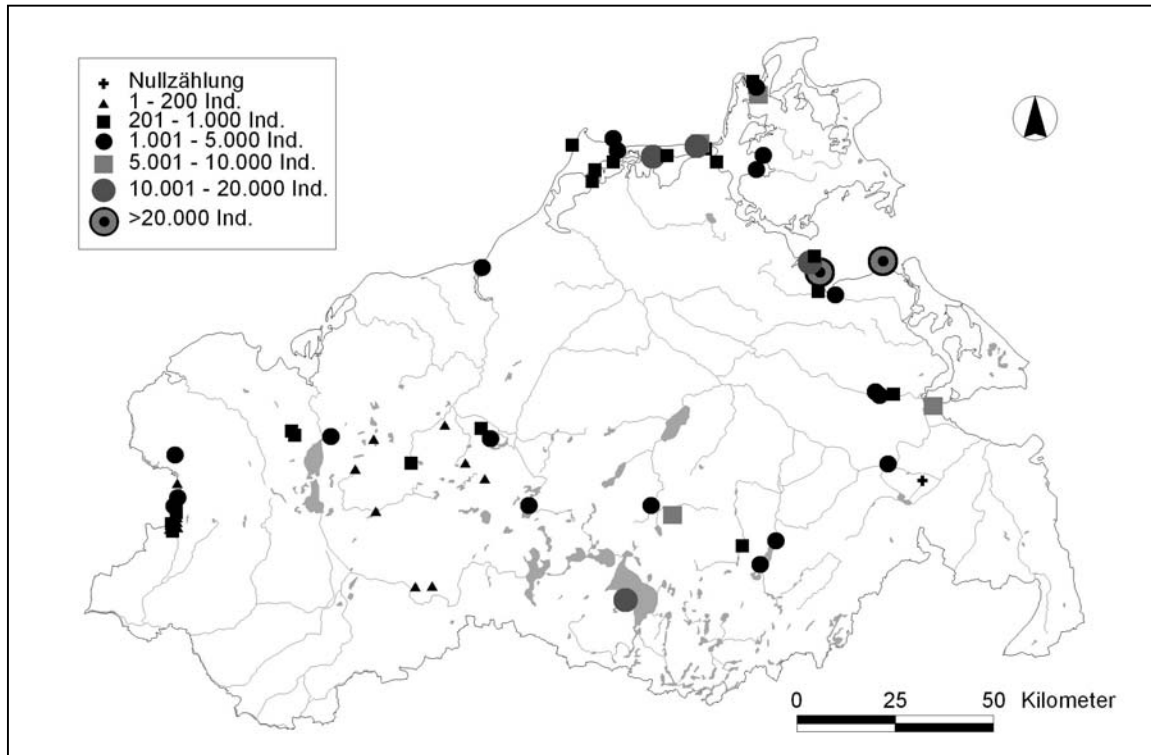 Nullzählung
1 - 200 Ind.
201 - 1.000 Ind.
1.001 - 5.000 Ind.
5.001 - 10.000 Ind.
10.001 - 20.000 Ind.
>20.000 Ind.
0 25 50 Kilometer